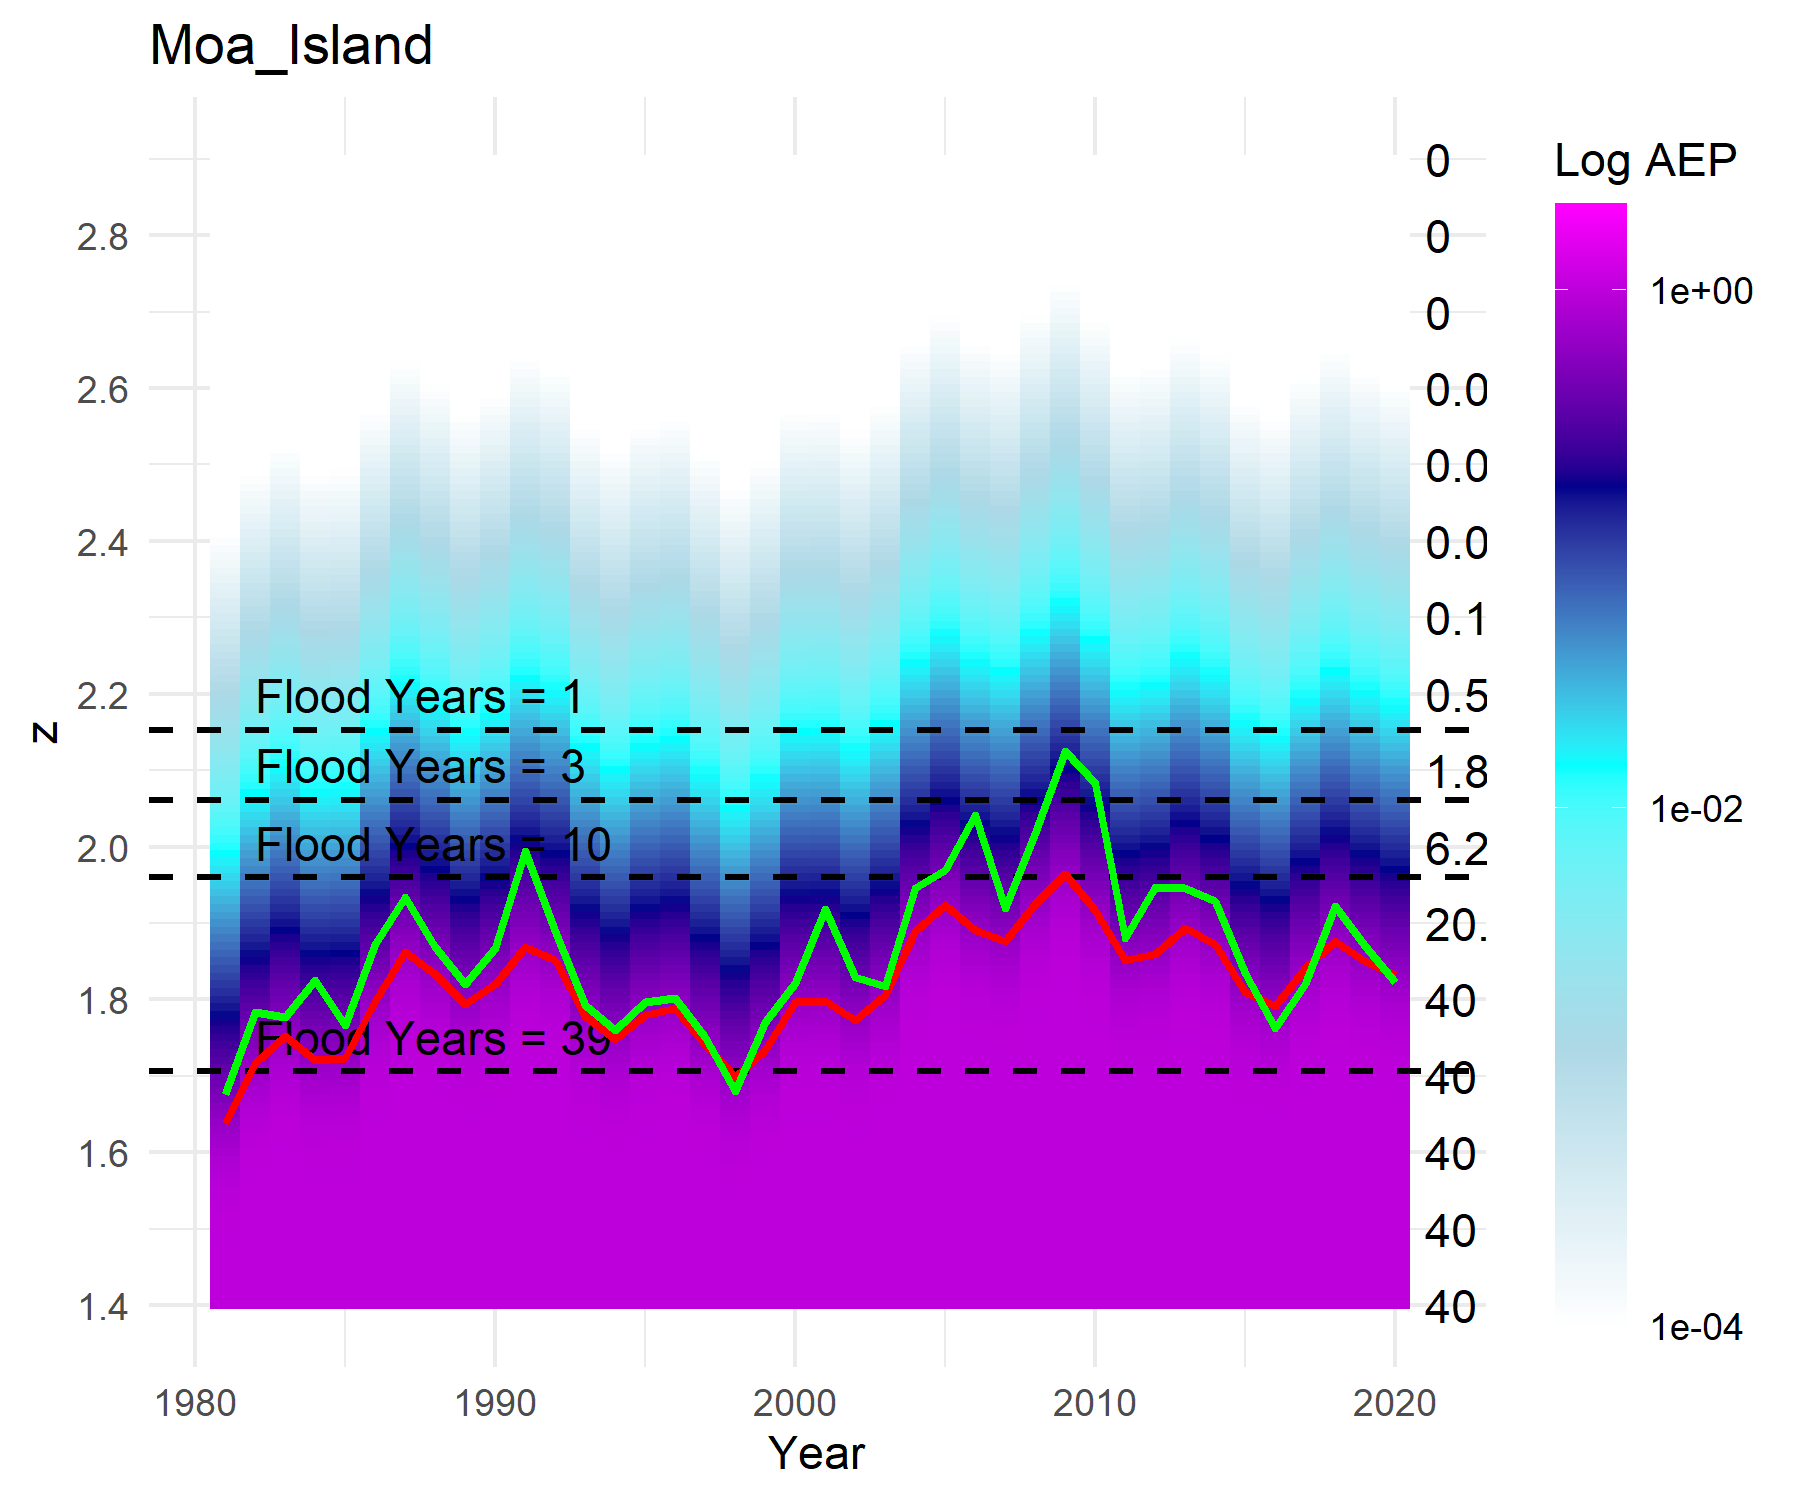 Moa_Island
Log AEP
1e+00
1e-02
1e-04
z
2.8
2.6
2.4
2.2
2.0
1.8
1.6
1.4
Flood Years = 1
Flood Years = 3
Flood Years = 10
Flood Years = 39
0
0
0
0.0
0.0
0.0
0.1
0.5
1.8
6.2
20.
40
40
40
40
40
1980
1990
2000
2010
2020
Year